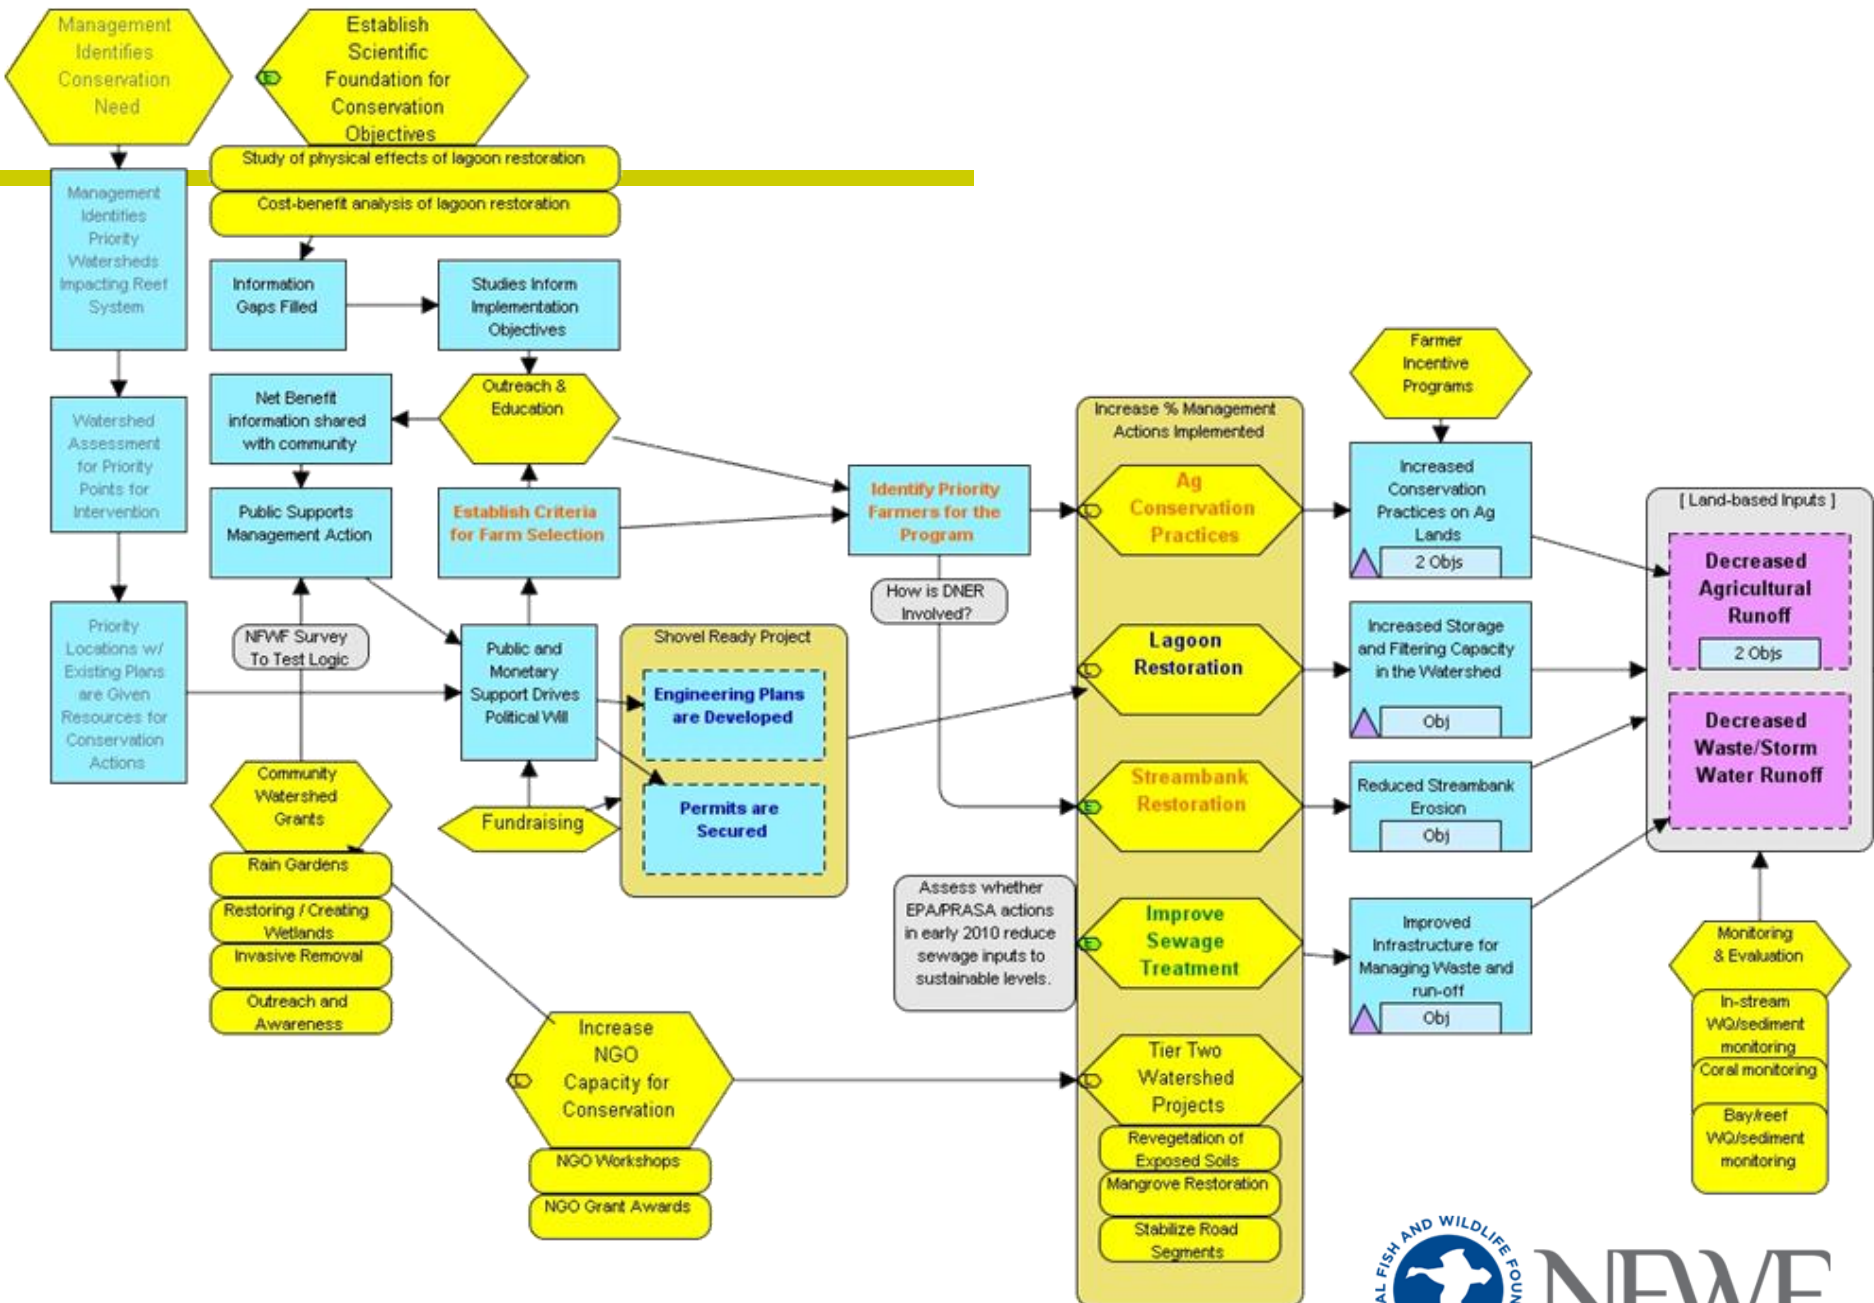 Management
Identifies
Conservation
Need
Establish
Scientific
Foundation for
Conservation
Objectives
Study of physical effects of lagoon restoration
Cost-benefit analysis of lagoon restoration
Management
Identifies
Priority
Watersheds
Impacting Reef
System
Information
Gaps Filled
Studies Inform
Implementation
Objectives
Watershed
Assessment
for Priority
Points for
Intervention
Net Benefit
information shared
with community
Outreach &
Education
Public Supports
Management Action
Establish Criteria
for Farm Selection
Identify Priority
Farmers for the
Program
How is DNER
Involved?
Priority
Locations w/
Existing Plans
are Given
Resources for
Conservation
Actions
NFWF Survey
To Test Logic
Public and
Monetary
Support Drives
Political Will
Shovel Ready Project
Engineering Plans
are Developed
Permits are
Secured
Fundraising
Community
Watershed
Grants
Rain Gardens
Restoring / Creating
Wetlands
Invasive Removal
Outreach and
Awareness
Increase
NGO
Capacity for
Conservation
NGO Workshops
NGO Grant Awards
Assess whether
EPA/PRASA actions
in early 2010 reduce
sewage inputs to
sustainable levels.
Increase % Management
Actions Implemented
Ag
Conservation
Practices
Lagoon
Restoration
Streambank
Restoration
Improve
Sewage
Treatment
Tier Two
Watershed
Projects
Revegetation of
Exposed Soils
Mangrove Restoration
Stabilize Road
Segments
Farmer
Incentive
Programs
Increased
Conservation
Practices on Ag
Lands
2 Objs
Increased Storage
and Filtering Capacity
in the Watershed
Obj
Reduced Streambank
Erosion
Obj
Improved
Infrastructure for
Managing Waste and
run-off
Obj
[ Land-based Inputs ]
Decreased
Agricultural
Runoff
2 Objs
Decreased
Waste/Storm
Water Runoff
Monitoring
& Evaluation
In-stream
WQ/sediment
monitoring
Coral monitoring
Bay/reef
WQ/sediment
monitoring
FISH AND WILDLIFE
NFWF